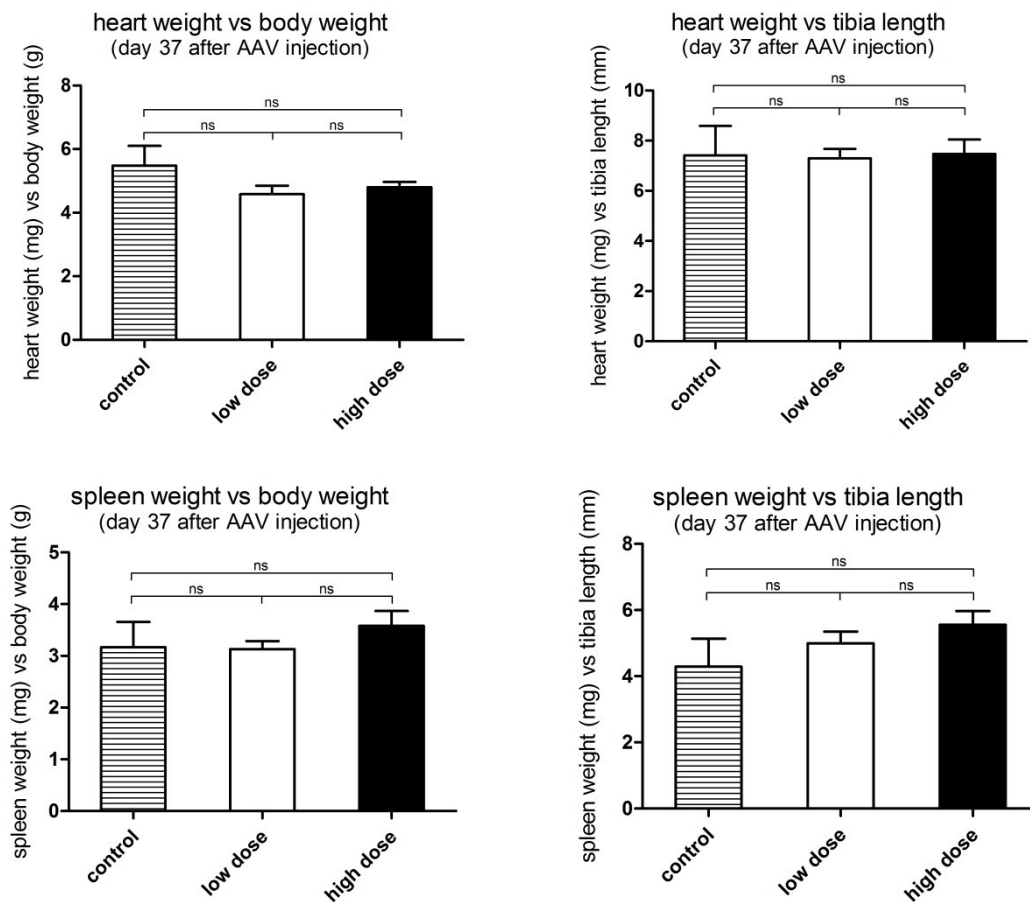 heart weight vs body weight
(day 37 after AAV injection)
heart weight (mg) vs body weight (g)
8
6
4
2
0
ns
ns
ns
control
low dose
high dose
heart weight vs tibia length
(day 37 after AAV injection)
heart weight (mg) vs tibia lenght (mm)
10
8
6
4
2
0
ns
ns
ns
control
low dose
high dose
spleen weight vs body weight
(day 37 after AAV injection)
spleen weight (mg) vs body weight (g)
5
4
3
2
1
0
ns
ns
ns
control
low dose
high dose
spleen weight vs tibia length
(day 37 after AAV injection)
spleen weight (mg) vs tibia length (mm)
8
6
4
2
0
ns
ns
ns
control
low dose
high dose